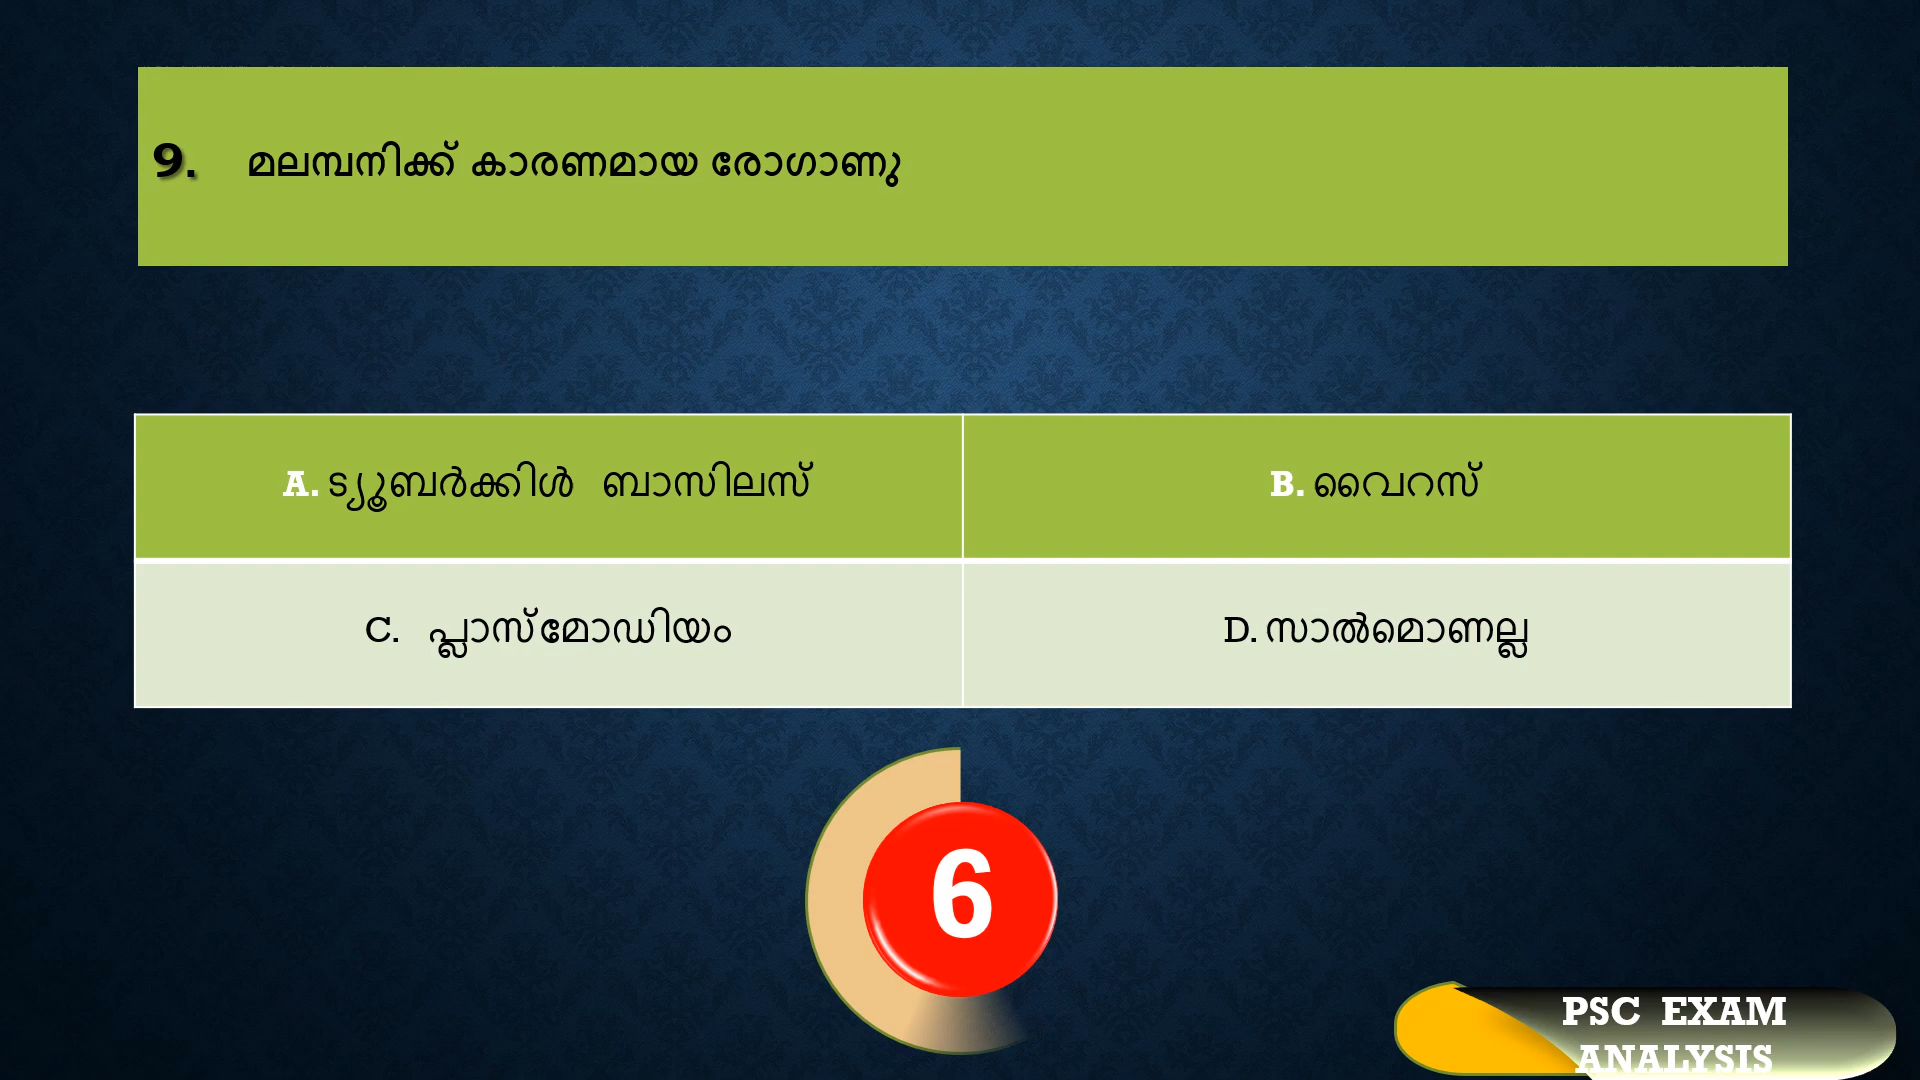 9. മലമ്പനിക്ക് കാരണമായ രോഗാണു
A. ട്യൂബർക്കിൾ ബാസിലസ്
B. വൈറസ്
C. പ്ലാസ്മോഡിയം
D. സാൽമൊണല്ല
6
PSC EXAM
ANALYSIS